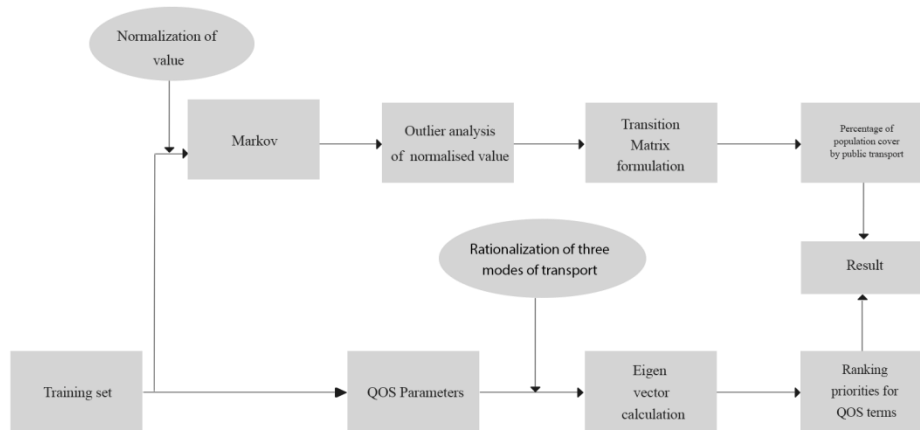 Normalization of
value
Markov
Outlier analysis
of normalised value
Transition
Matrix
formulation
Percentage of
population cover
by public transport
Rationalization of three
modes of transport
Result
Training set
QOS Parameters
Eigen
vector
calculation
Ranking
priorities for
QOS terms